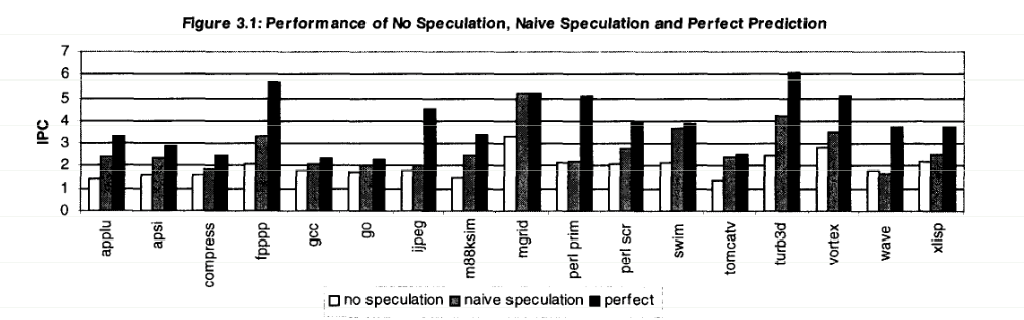 Figure 3.1: Performance of No Speculation, Naive Speculation and Perfect Prediction
7
6
5
4
3
2
1
0
IPC
applu
apsi
compress
fpppp
gcc
go
ijpeg
m88ksim
mgrid
perl prim
perl scr
swim
tomcatv
turb3d
vortex
wave
xlisp
no speculation naive speculation perfect